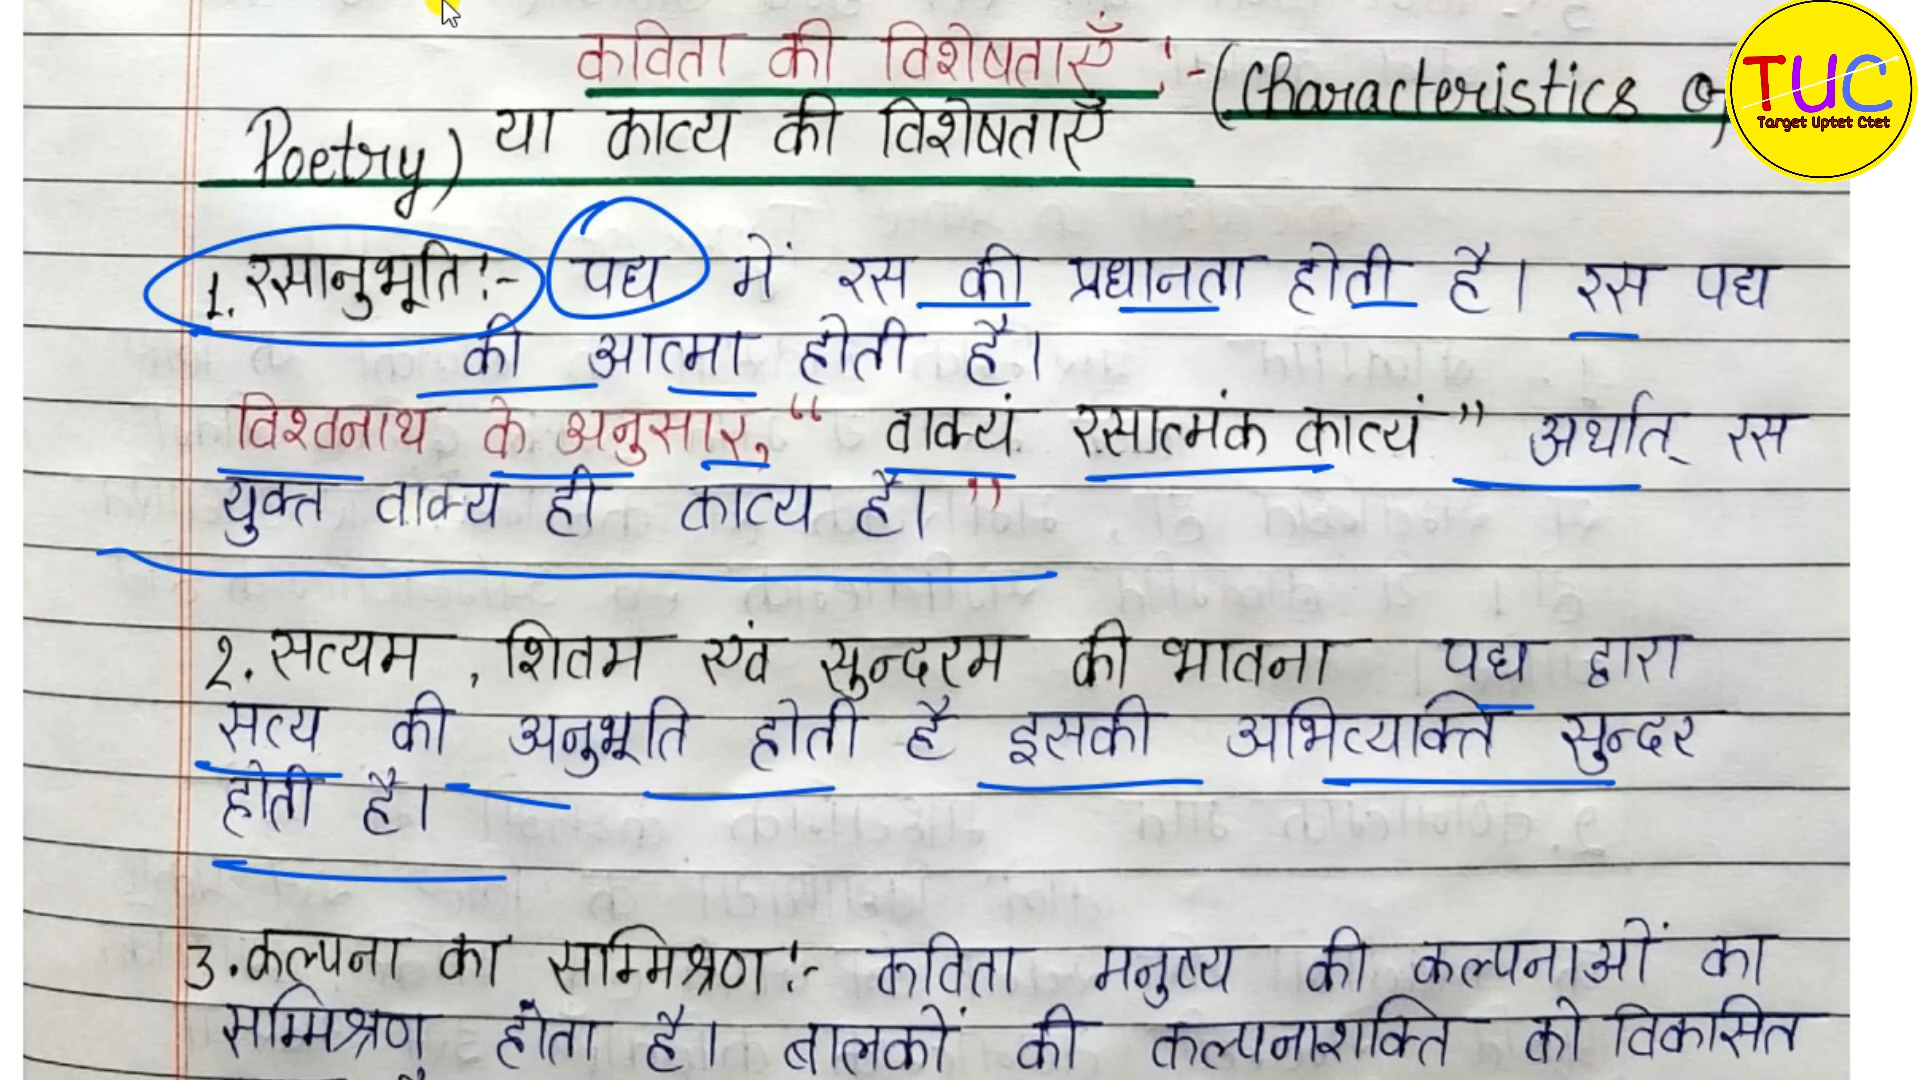 कविता की विशेषताएँ :- (Characteristics of
Poetry) या काव्य की विशेषताएँ
1. रसानुभूति :- पद्य में रस की प्रधानता होती है। रस पद्य
की आत्मा होती है।
विश्वनाथ के अनुसार, “ वाक्यं रसात्मंक काव्यं ” अर्थात् रस
युक्त वाक्य ही काव्य है। ”
2. सत्यम , शिवम एवं सुन्दरम की भावना पद्य द्वारा
सत्य की अनुभूति होती है इसकी अभिव्यक्ति सुन्दर
होती है।
3. कल्पना का सम्मिश्रण :- कविता मनुष्य की कल्पनाओं का
सम्मिश्रण होता है। बालकों की कल्पनाशक्ति को विकसित
TUC
Target Uptet Ctet